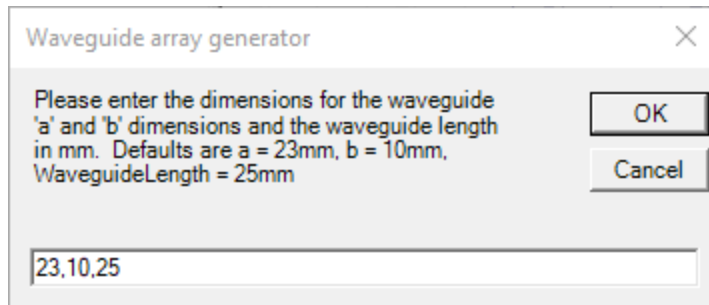 Waveguide array generator
Please enter the dimensions for the waveguide
'a' and 'b' dimensions and the waveguide length
in mm.  Defaults are a = 23mm, b = 10mm,
WaveguideLength = 25mm
OK
Cancel
23,10,25